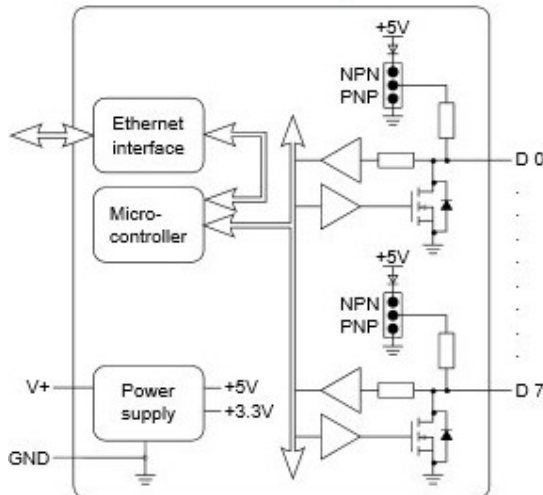 +5V
NPN
PNP
Ethernet
interface
D 0
Micro-
controller
+5V
NPN
PNP
V+
Power
supply
+5V
+3.3V
D 7
GND